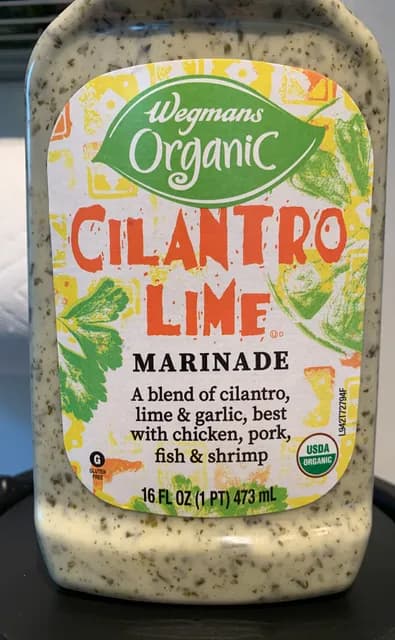 Wegmans
Organic
CILANTRO
LIME
MARINADE
A blend of cilantro,
lime & garlic, best
with chicken, pork,
fish & shrimp
USDA
ORGANIC
G
GLUTEN
FREE
16 FL OZ (1 PT) 473 mL
L942T72794F